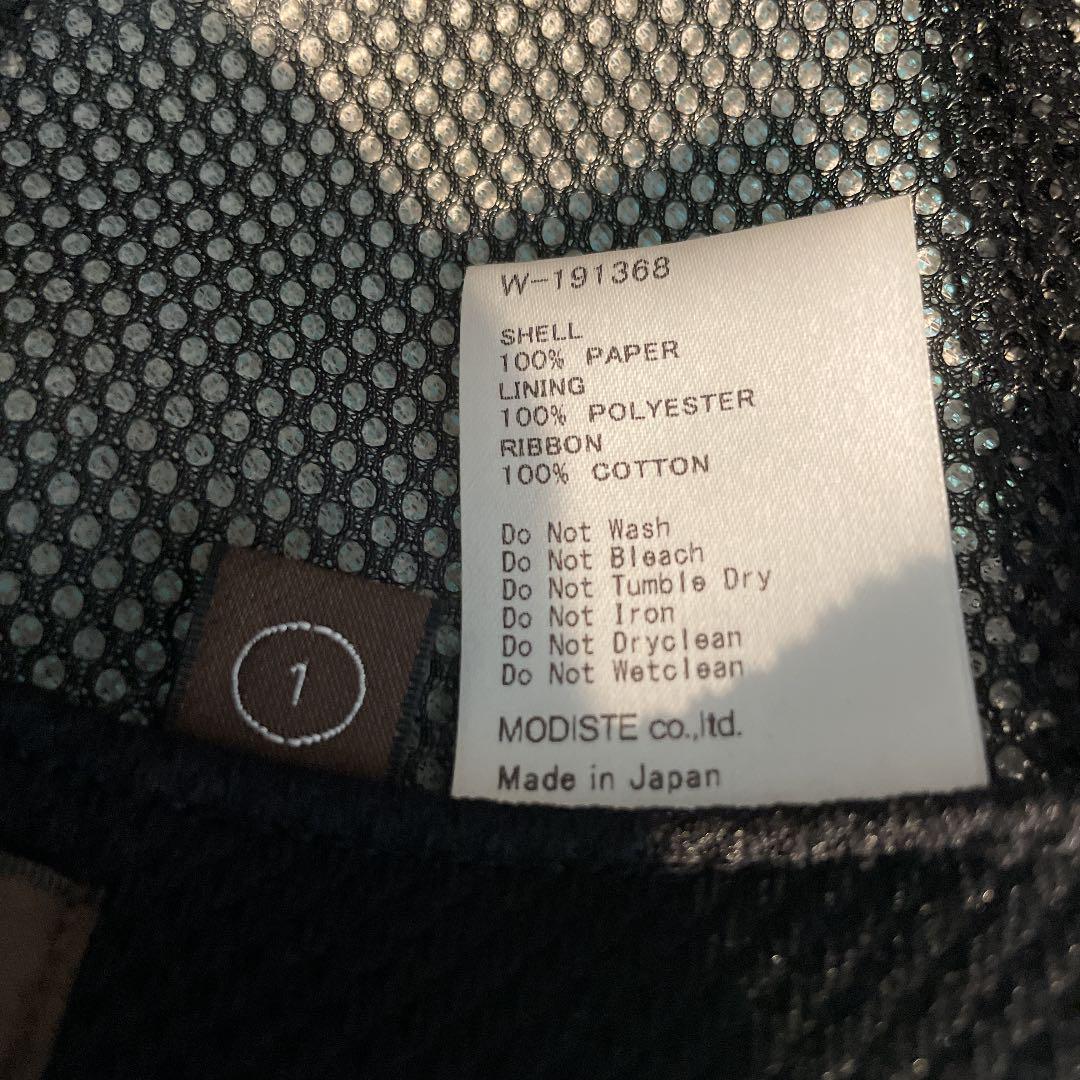 W-191368
SHELL
100% PAPER
LINING
100% POLYESTER
RIBBON
100% COTTON
Do Not Wash
Do Not Bleach
Do Not Tumble Dry
Do Not Iron
Do Not Dryclean
Do Not Wetclean
MODISTE co.,ltd.
Made in Japan
1